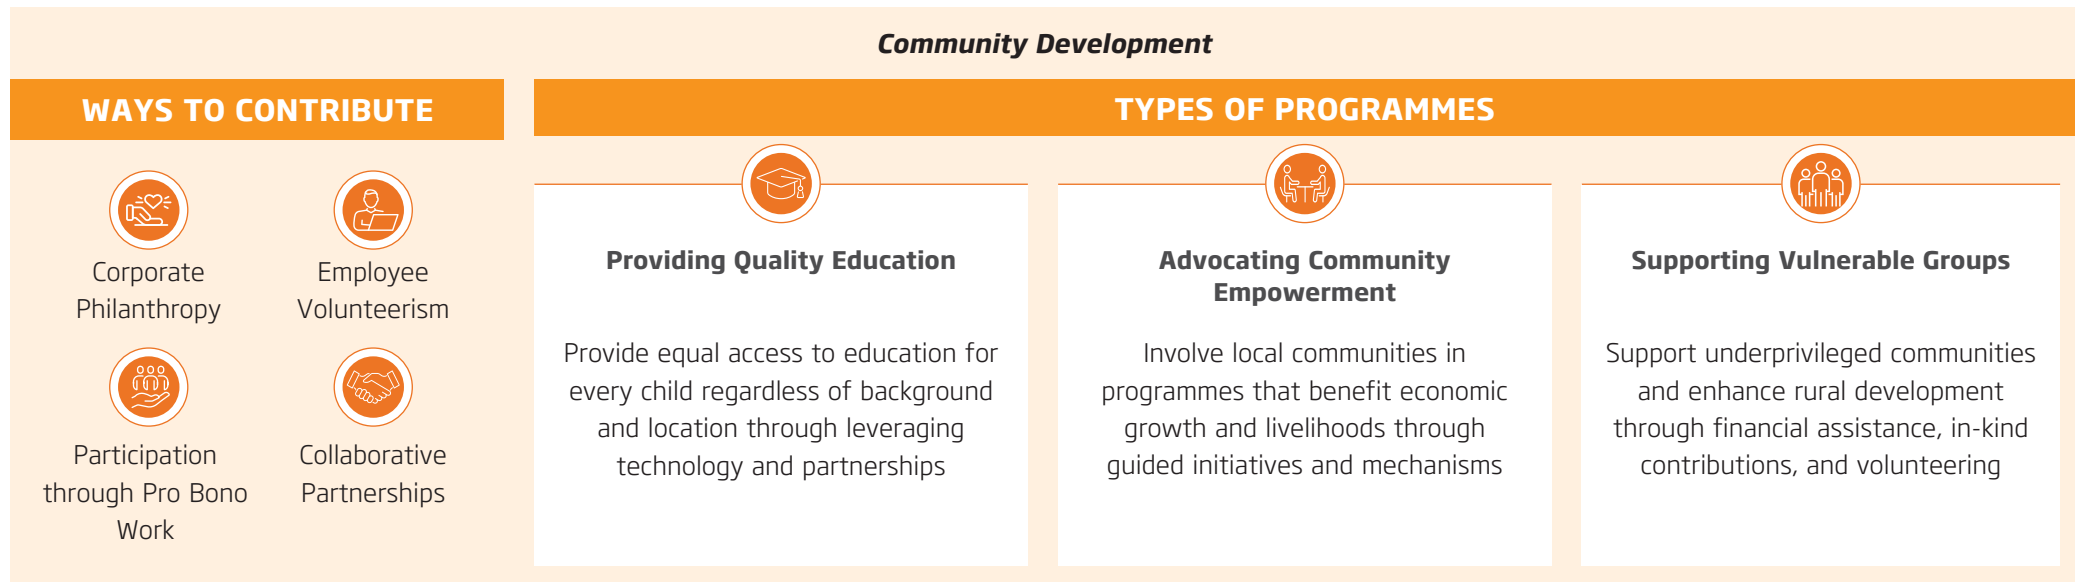 Community Development
WAYS TO CONTRIBUTE
Corporate
Philanthropy
Employee
Volunteerism
Participation
through Pro Bono
Work
Collaborative
Partnerships
TYPES OF PROGRAMMES
Providing Quality Education
Provide equal access to education for
every child regardless of background
and location through leveraging
technology and partnerships
Advocating Community
Empowerment
Involve local communities in
programmes that benefit economic
growth and livelihoods through
guided initiatives and mechanisms
Supporting Vulnerable Groups
Support underprivileged communities
and enhance rural development
through financial assistance, in-kind
contributions, and volunteering